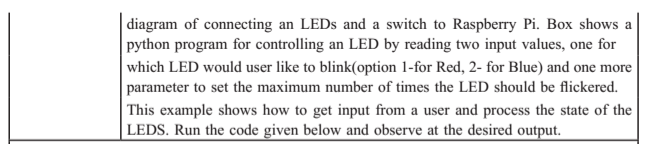 diagram of connecting an LEDs and a switch to Raspberry Pi. Box shows a
python program for controlling an LED by reading two input values, one for
which LED would user like to blink(option 1-for Red, 2- for Blue) and one more
parameter to set the maximum number of times the LED should be flickered.
This example shows how to get input from a user and process the state of the
LEDS. Run the code given below and observe at the desired output.